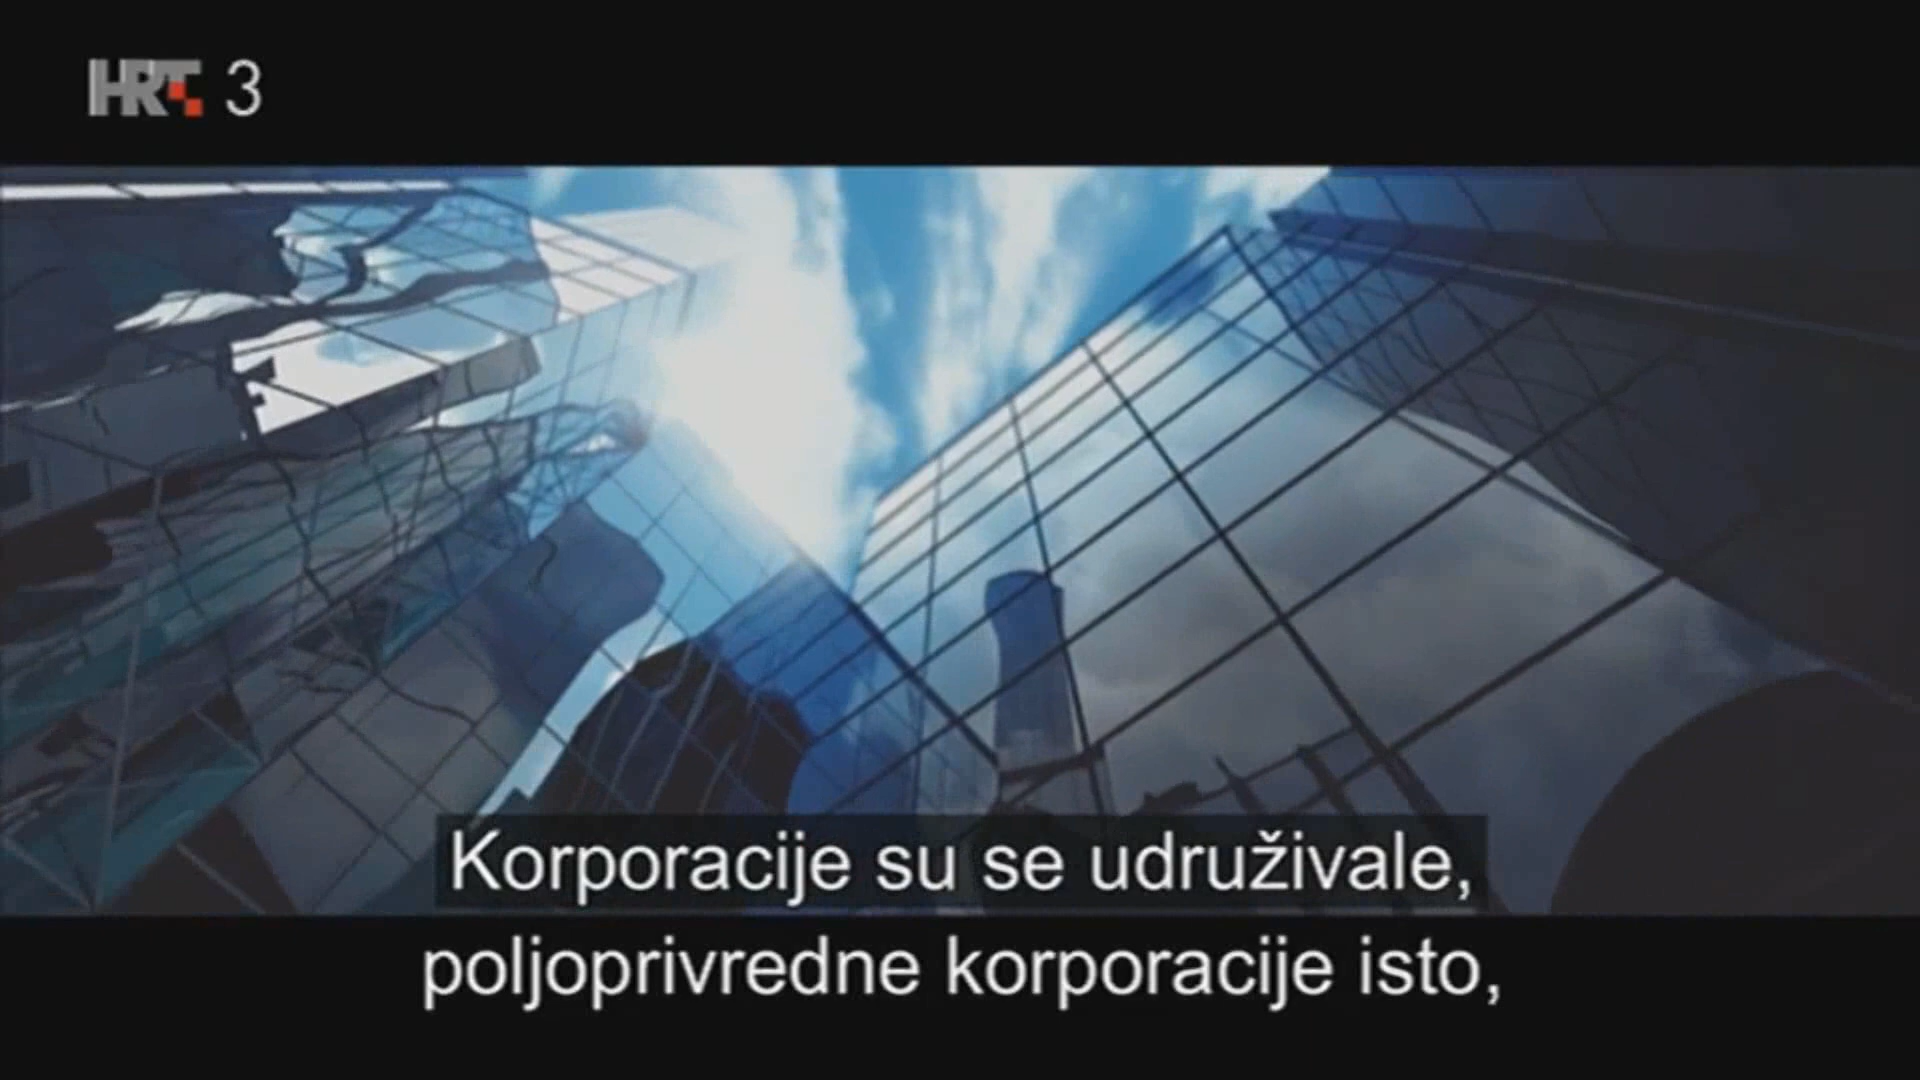 HRT 3
Korporacije su se udruživale,
poljoprivredne korporacije isto,